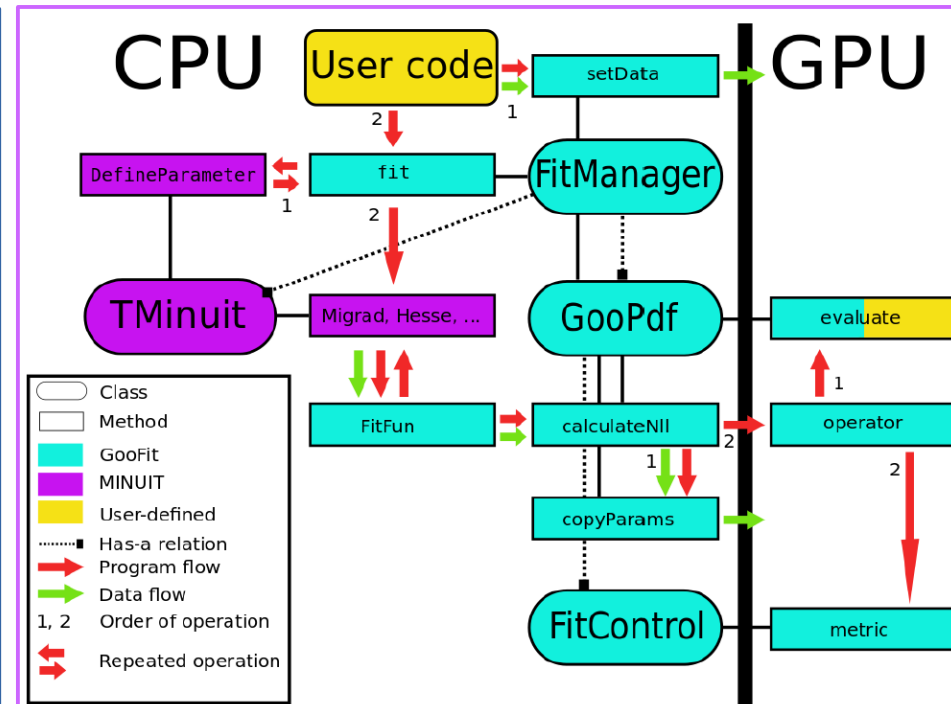 CPU
User code
setData
GPU
1
2
DefineParameter
fit
FitManager
1
2
TMinuit
Migrad, Hesse, ...
GooPdf
evaluate
1
Class
Method
GooFit
MINUIT
User-defined
Has-a relation
Program flow
Data flow
1, 2 Order of operation
Repeated operation
FitFun
calculateNll
2
operator
1
2
copyParams
FitControl
metric